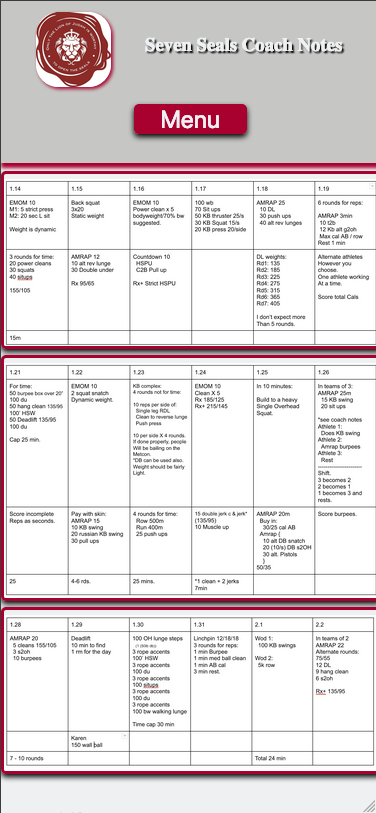 Seven Seals Coach Notes
Menu
1.14
1.15
1.16
1.17
1.18
1.19
EMOM 10
M1: 5 strict press
M2: 20 sec L sit
Weight is dynamic
Back squat
3x20
Static weight
EMOM 10
Power clean x 5
bodyweight/70% bw
suggested.
100 wb
70 Sit ups
50 KB thruster 25/s
30 KB Squat 15/s
20 KB press 20/side
AMRAP 25
10 DL
30 push ups
40 alt rev lunges
6 rounds for reps:
AMRAP 3min
10 t2b
12 Kb alt g2oh
Max cal AB / row
Rest 1 min
3 rounds for time:
20 power cleans
30 squats
40 situps
155/105
AMRAP 12
10 alt rev lunge
30 Double under
Rx 95/65
Countdown 10
HSPU
C2B Pull up
Rx+ Strict HSPU
DL weights:
Rd1: 135
Rd2: 185
Rd3: 225
Rd4: 275
Rd5: 315
Rd6: 365
Rd7: 405
I don't expect more
Than 5 rounds.
Alternate athletes
However you
choose.
One athlete working
At a time.
Score total Cals
15m
1.21
1.22
1.23
1.24
1.25
1.26
For time:
50 burpee box over 20"
100 du
50 hang clean 135/95
100' HSW
50 Deadlift 135/95
100 du
Cap 25 min.
EMOM 10
2 squat snatch
Dynamic weight.
KB complex:
4 rounds not for time:
10 reps per side of:
Single leg RDL
Clean to reverse lunge
Push press
10 per side X 4 rounds.
If done properly, people
Will be bailing on the
Metcon.
*DB can be used also.
Weight should be fairly
Light.
EMOM 10
Clean X 5
Rx 185/125
Rx+ 215/145
In 10 minutes:
Build to a heavy
Single Overhead
Squat.
In teams of 3:
AMRAP 25m
15 KB swing
20 sit ups
*see coach notes
Athlete 1:
Does KB swing
Athlete 2:
Amrap burpees
Athlete 3:
Rest
Shift.
3 becomes 2
2 becomes 1
1 becomes 3 and
rests.
Score incomplete
Reps as seconds.
Pay with skin:
AMRAP 15
10 KB swing
20 russian KB swing
30 pull ups
4 rounds for time:
Row 500m
Run 400m
25 push ups
15 double jerk c & jerk*
(135/95)
10 Muscle up
AMRAP 20m
Buy in:
30/25 cal AB
Amrap {
10 alt DB snatch
20 (10/s) DB s2OH
30 alt. Pistols
}
50/35
Score burpees.
25
4-6 rds.
25 mins.
*1 clean + 2 jerks
7min
1.28
1.29
1.30
1.31
2.1
2.2
AMRAP 20
5 cleans 155/105
3 s2oh
10 burpees
Deadlift
10 min to find
1 rm for the day
100 OH lunge steps
3 rope accents
100' HSW
3 rope accents
100 du
3 rope accents
100 situps
3 rope accents
100 du
3 rope accents
100 bw walking lunge
Time cap 30 min
Linchpin 12/18/18
3 rounds for reps:
1 min Burpee
1 min med ball clean
1 min AB cal
3 min rest.
Wod 1:
100 KB swings
Wod 2:
5k row
In teams of 2
AMRAP 22
Alternate rounds:
75/55
12 DL
9 hang clean
6 s2oh
Rx+ 135/95
Karen
150 wall ball
7 - 10 rounds
Total 24 min